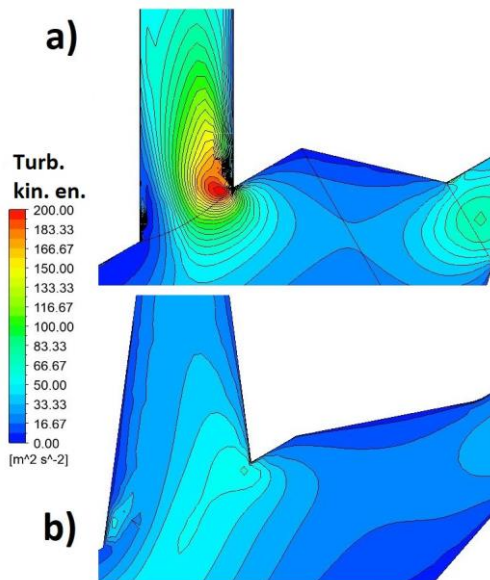 a)
Turb.
kin. en.
200.00
183.33
166.67
150.00
133.33
116.67
100.00
83.33
66.67
50.00
33.33
16.67
0.00
[m^2 s^-2]
b)